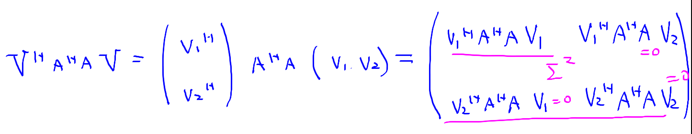 V^H A^H A V = ( V_1^H ; V_2^H ) A^H A ( V_1 V_2 ) = ( V_1^H A^H A V_1   V_1^H A^H A V_2 =0
Σ^2   =0
V_2^H A^H A V_1 =0   V_2^H A^H A V_2 )